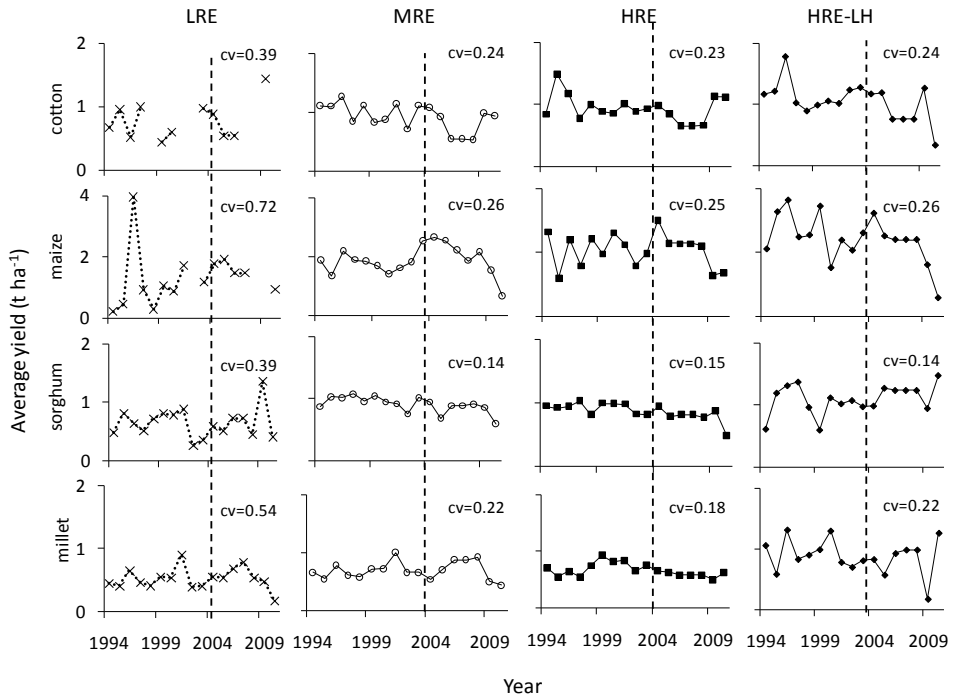 LRE MRE HRE HRE-LH
Average yield (t ha⁻¹)
cotton
2
1
0
cv=0.39
cv=0.24
cv=0.23
cv=0.24
maize
4
2
0
cv=0.72
cv=0.26
cv=0.25
cv=0.26
sorghum
2
1
0
cv=0.39
cv=0.14
cv=0.15
cv=0.14
millet
2
1
0
cv=0.54
cv=0.22
cv=0.18
cv=0.22
1994 1999 2004 2009 1994 1999 2004 2009 1994 1999 2004 2009 1994 1999 2004 2009
Year